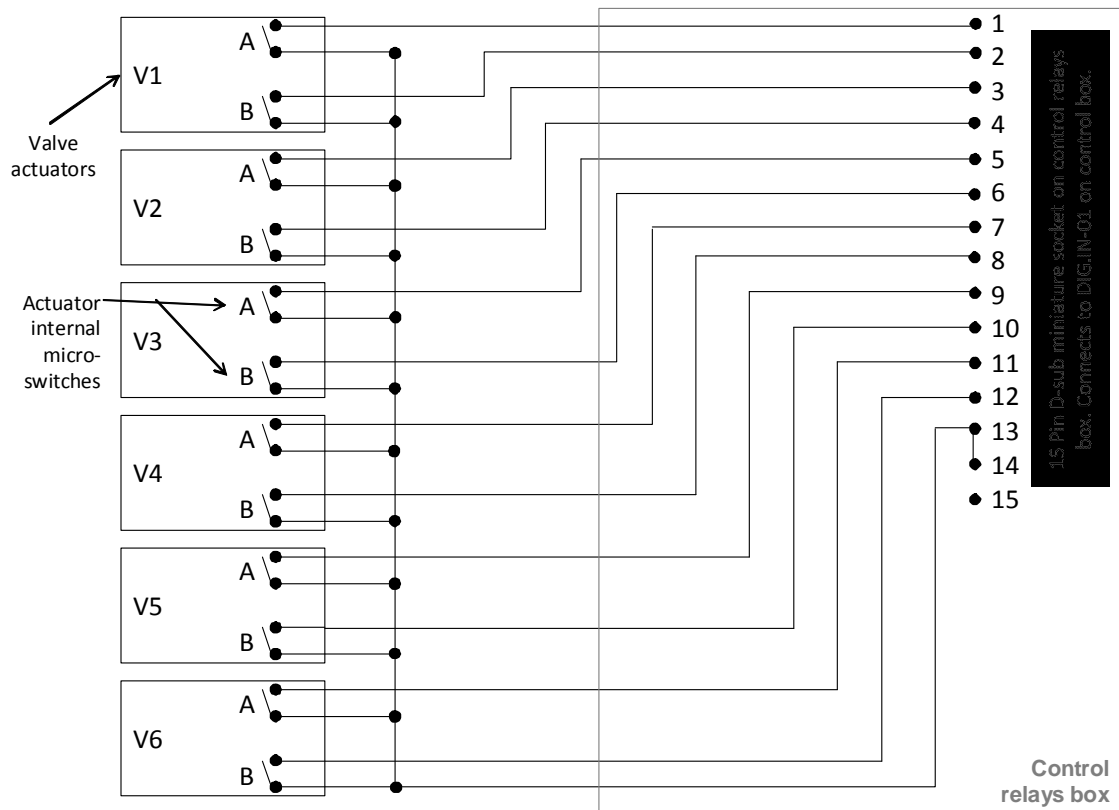 V1
A
B
V2
A
B
V3
A
B
V4
A
B
V5
A
B
V6
A
B
Valve
actuators
Actuator
internal
micro-
switches
1
2
3
4
5
6
7
8
9
10
11
12
13
14
15
15 Pin D-sub miniature socket on control relays
box. Connects to DIG.IN-01 on control box.
Control
relays box